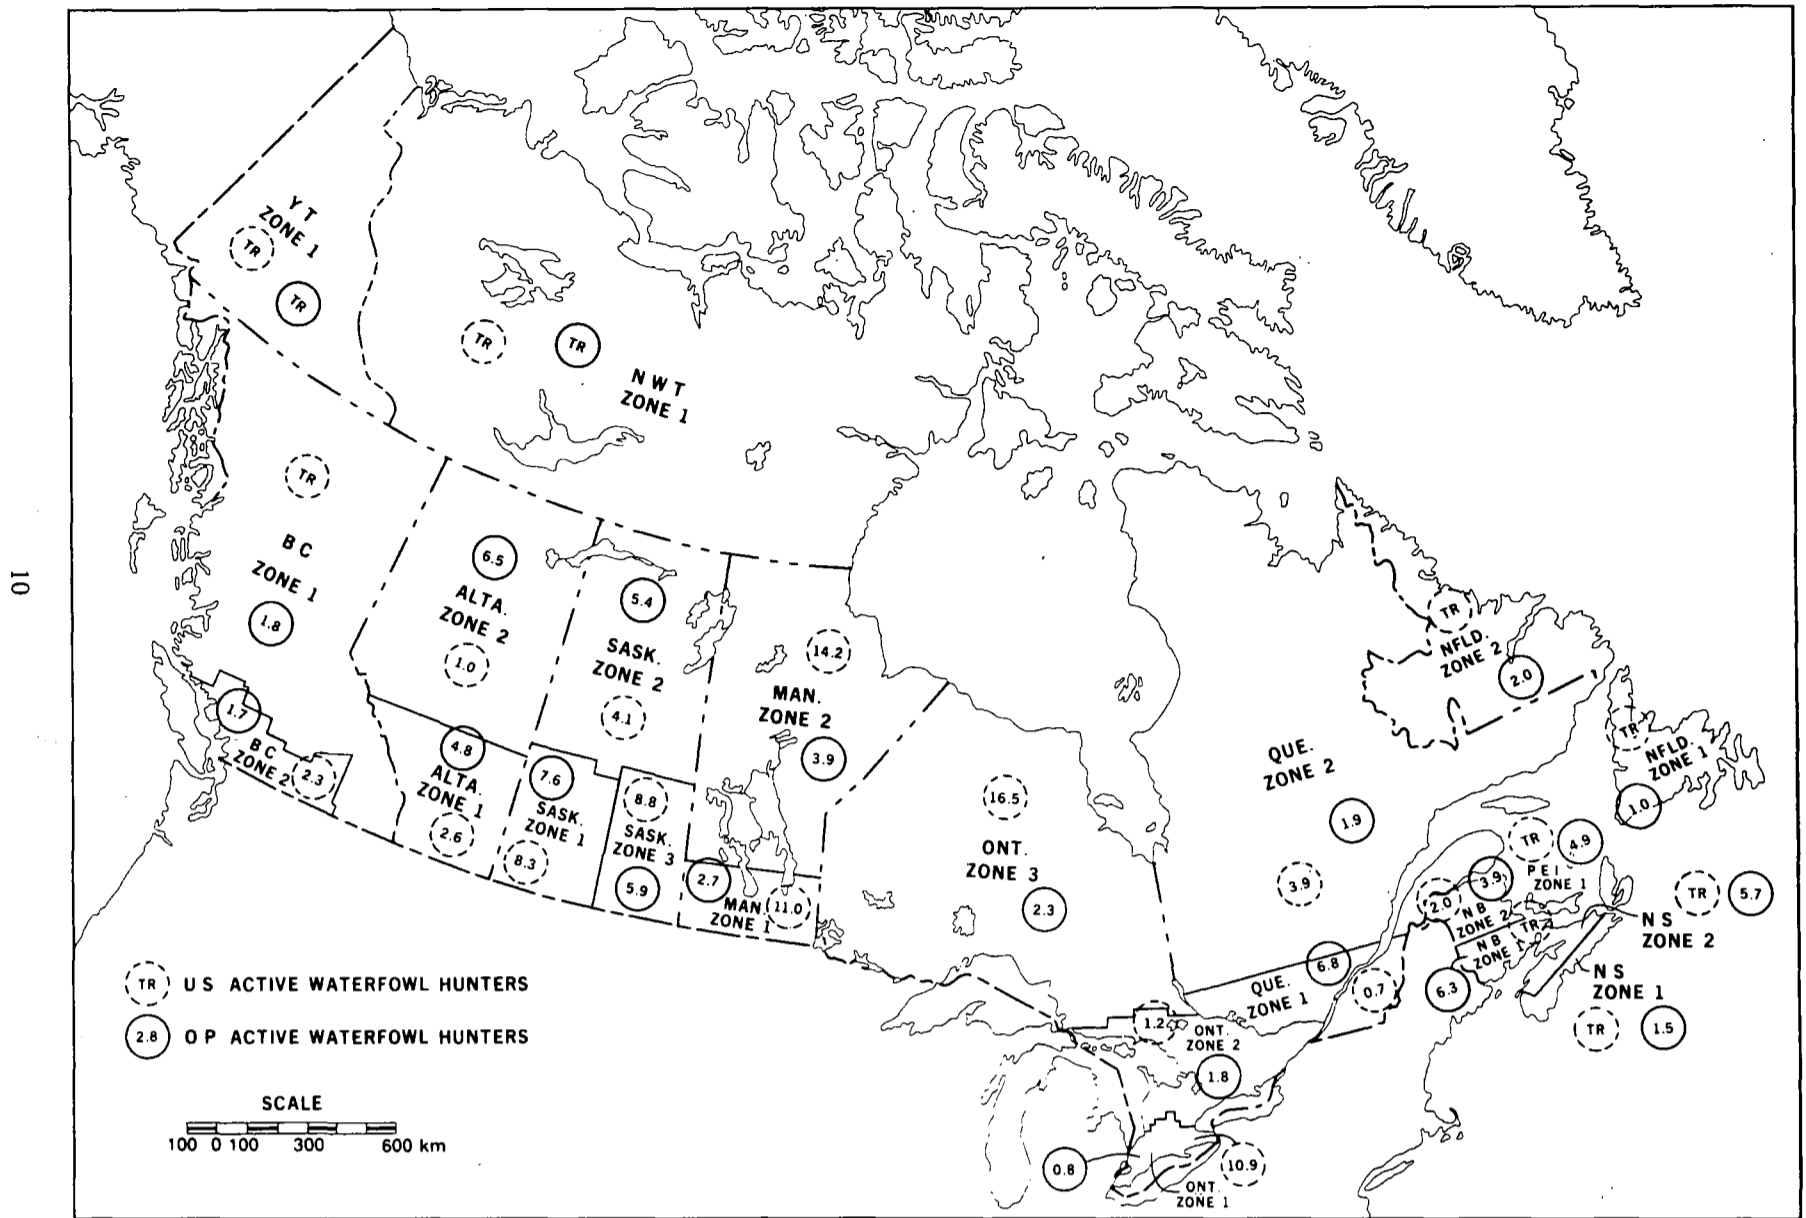 10
Y T
ZONE 1
TR
TR
TR
TR
N W T
ZONE 1
TR
B C
ZONE 1
1.8
6.5
ALTA.
ZONE 2
1.0
5.4
SASK.
ZONE 2
4.1
14.2
MAN.
ZONE 2
3.9
1.7
B C
ZONE 2
2.3
4.8
ALTA.
ZONE 1
2.6
7.6
SASK.
ZONE 1
8.3
8.8
SASK.
ZONE 3
5.9
2.7
MAN.
ZONE 1
11.0
16.5
ONT.
ZONE 3
2.3
QUE.
ZONE 2
1.9
3.9
TR
NFLD.
ZONE 2
2.0
TR
NFLD.
ZONE 1
1.0
TR
4.9
P E I
ZONE 1
3.9
2.0
N B
ZONE 2
TR
N B
ZONE 1
6.3
TR
5.7
N S
ZONE 2
N S
ZONE 1
TR
1.5
6.8
QUE.
ZONE 1
0.7
1.2
ONT.
ZONE 2
1.8
0.8
10.9
ONT.
ZONE 1
TR U S ACTIVE WATERFOWL HUNTERS
2.8 O P ACTIVE WATERFOWL HUNTERS
SCALE
100 0 100 300 600 km